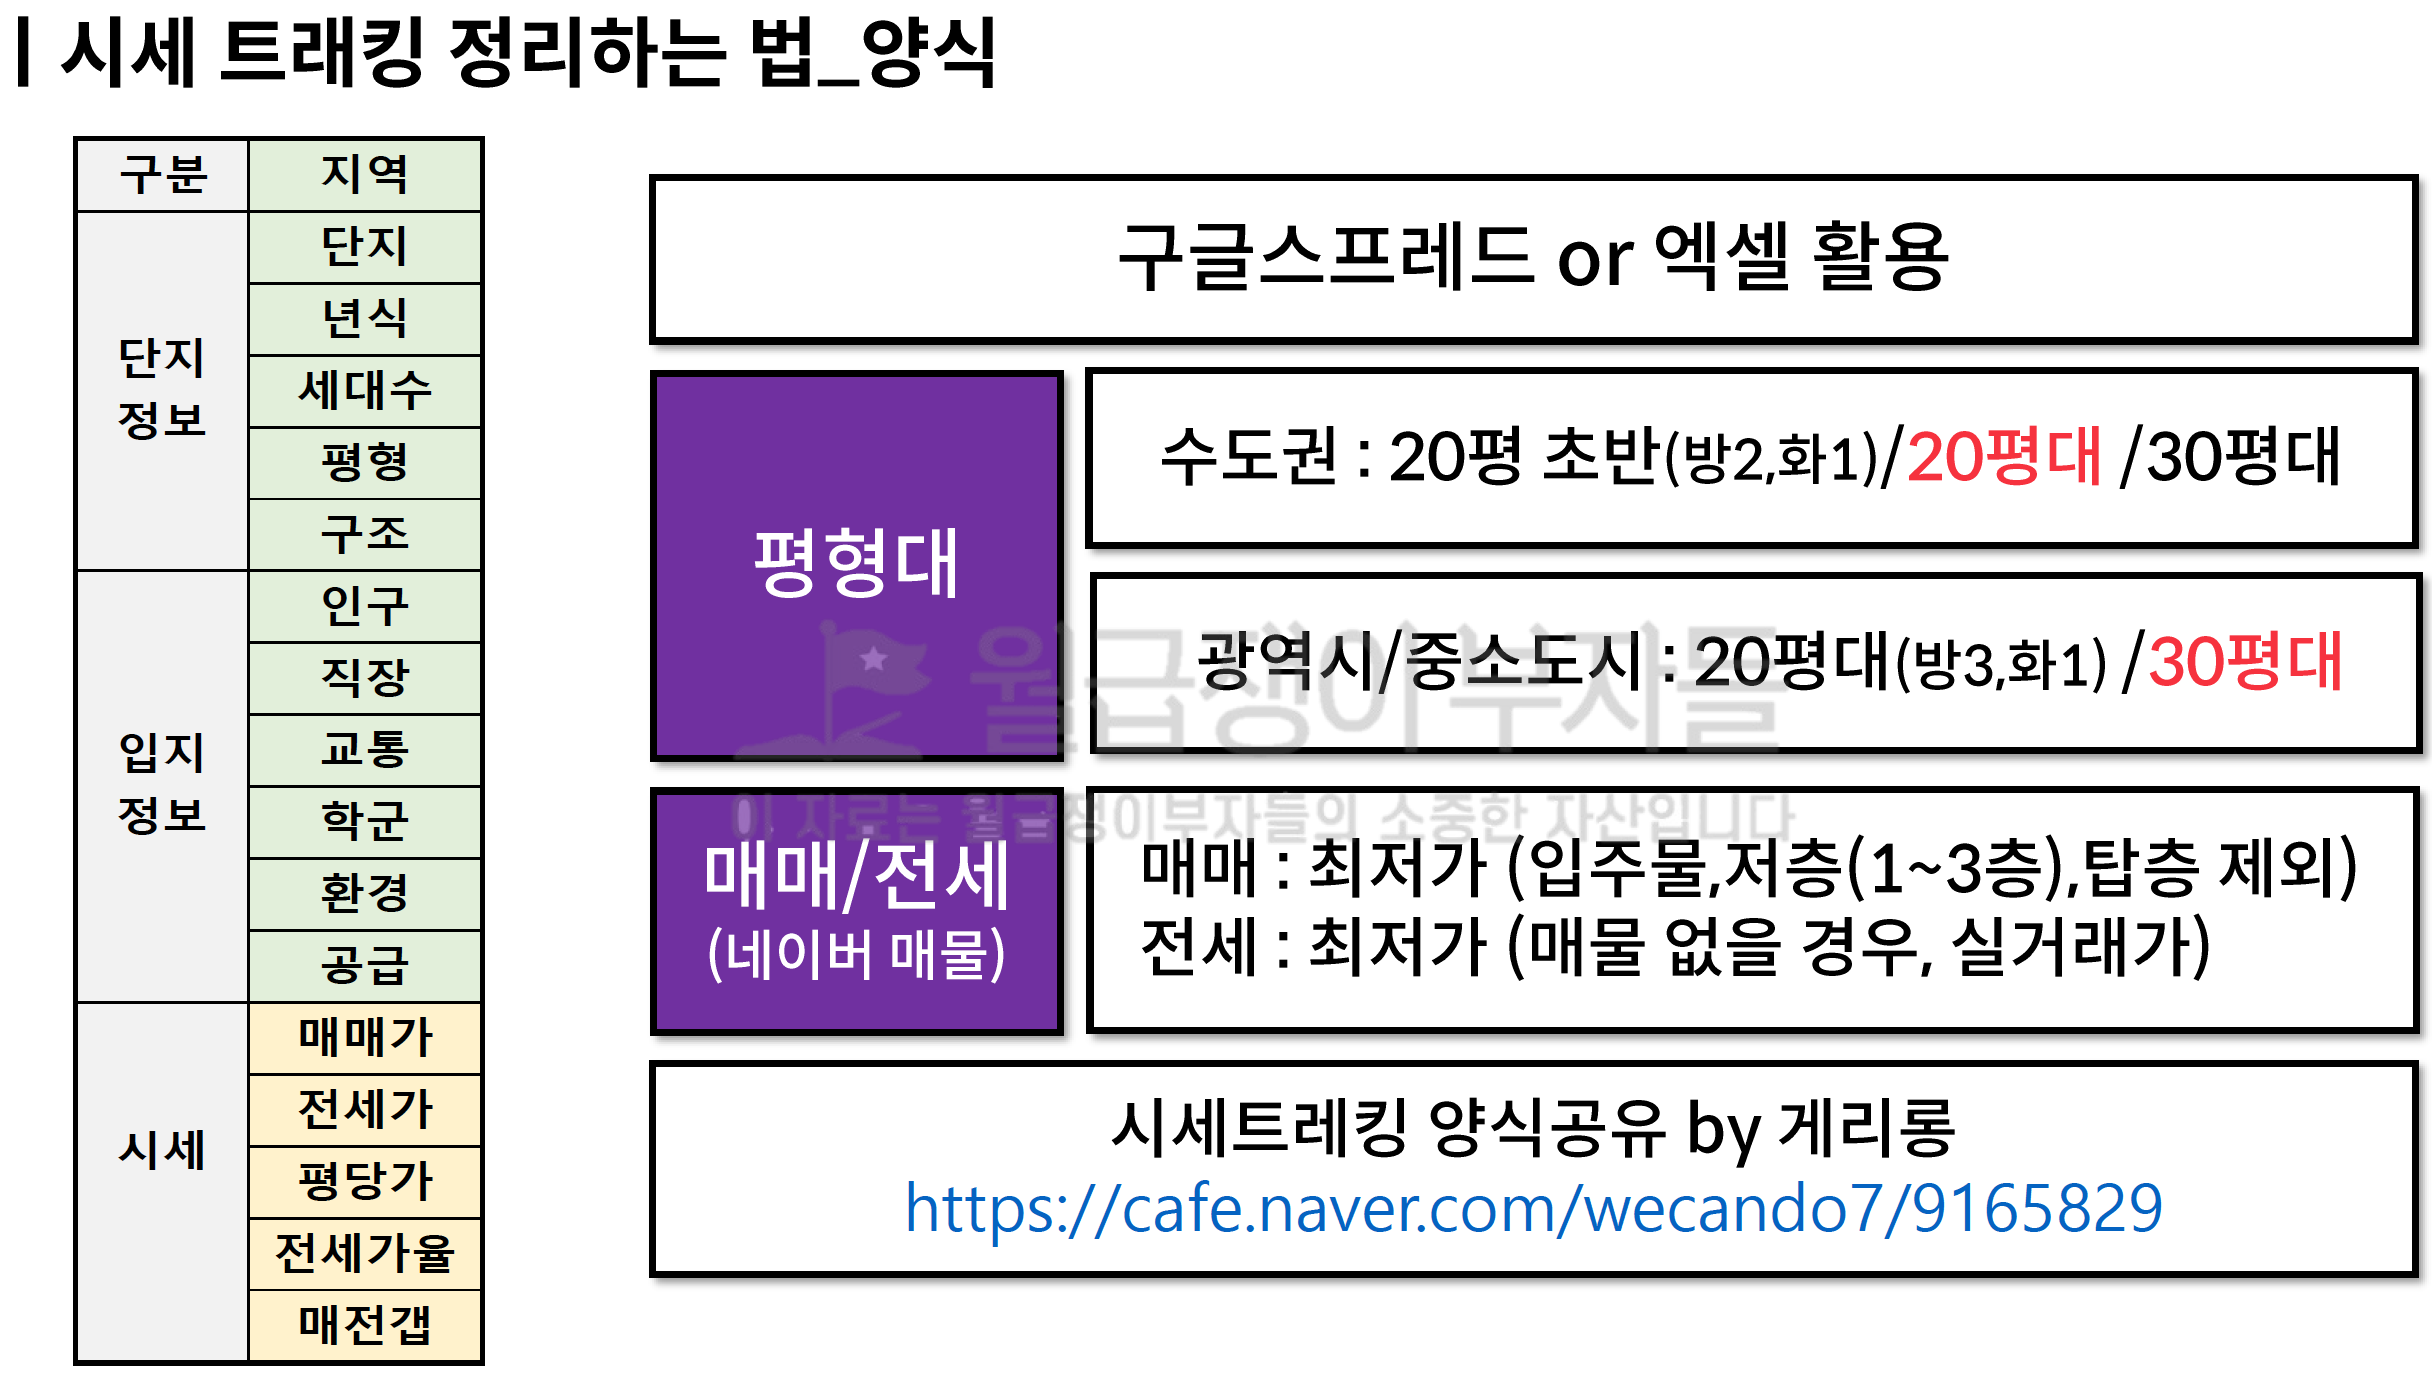 | 시세 트래킹 정리하는 법_양식
구분
지역
단지
정보
단지
년식
세대수
평형
구조
입지
정보
인구
직장
교통
학군
환경
공급
시세
매매가
전세가
평당가
전세가율
매전갭
구글스프레드 or 엑셀 활용
평형대
수도권 : 20평 초반(방2,화1)/20평대 /30평대
광역시/중소도시 : 20평대(방3,화1) /30평대
월급쟁이부자들
이 자료는 월급쟁이부자들의 소중한 자산입니다
매매/전세
(네이버 매물)
매매 : 최저가 (입주물,저층(1~3층),탑층 제외)
전세 : 최저가 (매물 없을 경우, 실거래가)
시세트레킹 양식공유 by 게리롱
https://cafe.naver.com/wecando7/9165829